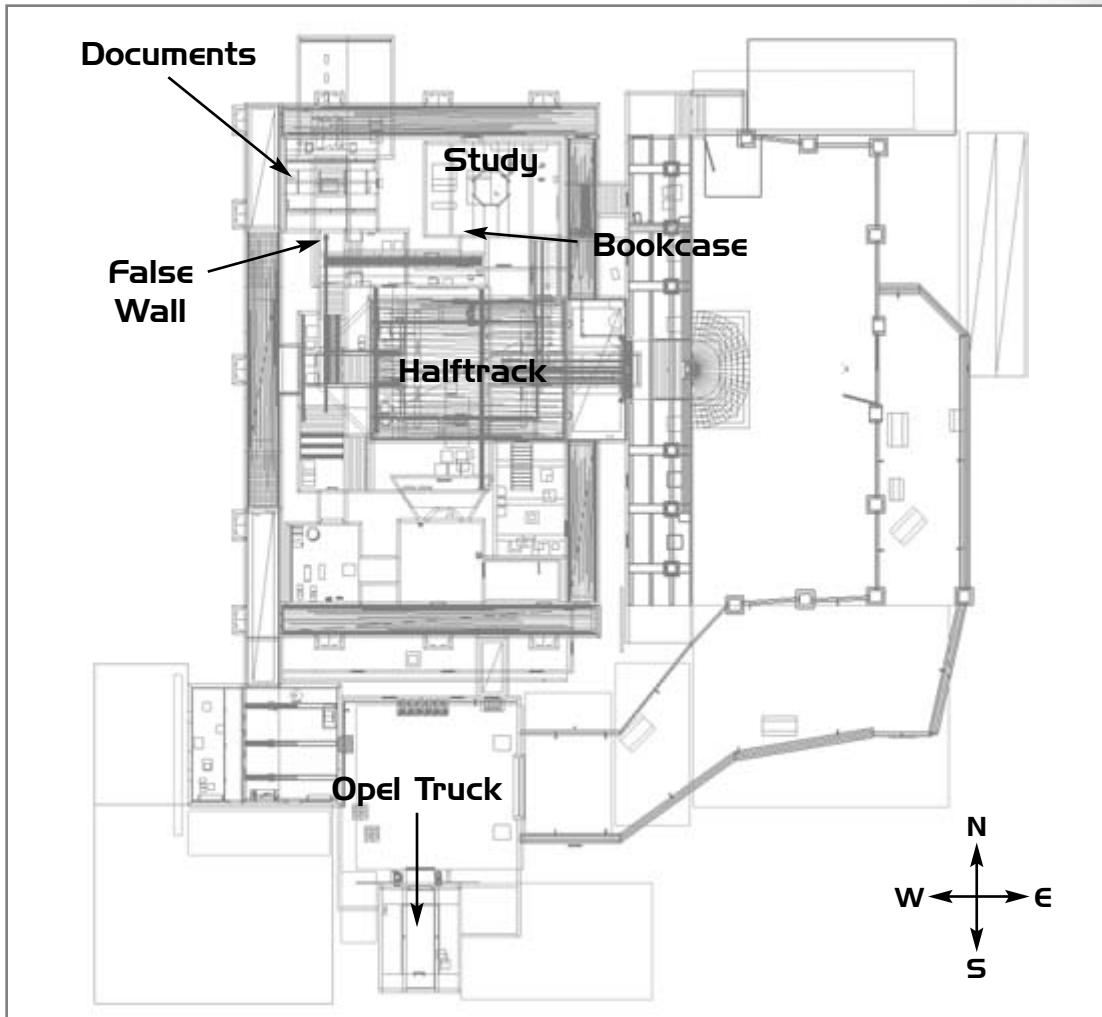 Documents
Study
Bookcase
False
Wall
Halftrack
Opel Truck
N
W E
S